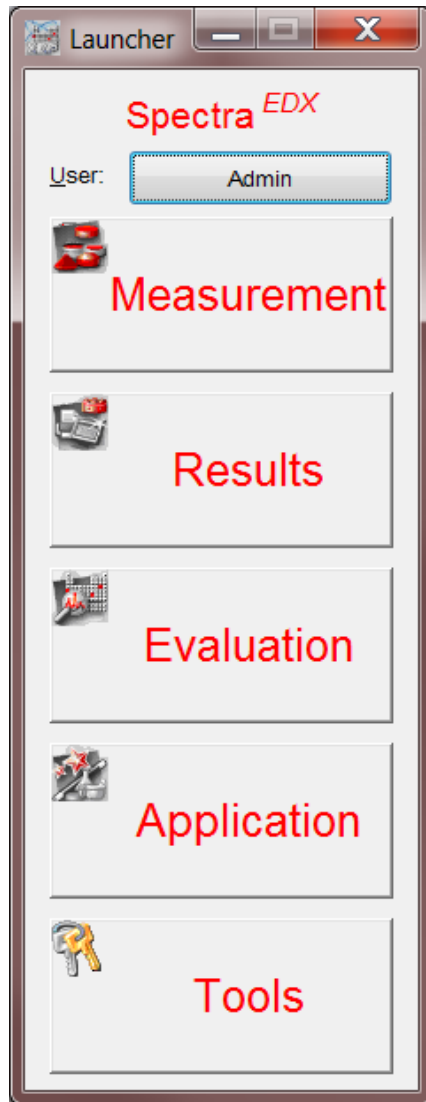 Launcher
Spectra EDX
User: Admin
Measurement
Results
Evaluation
Application
Tools